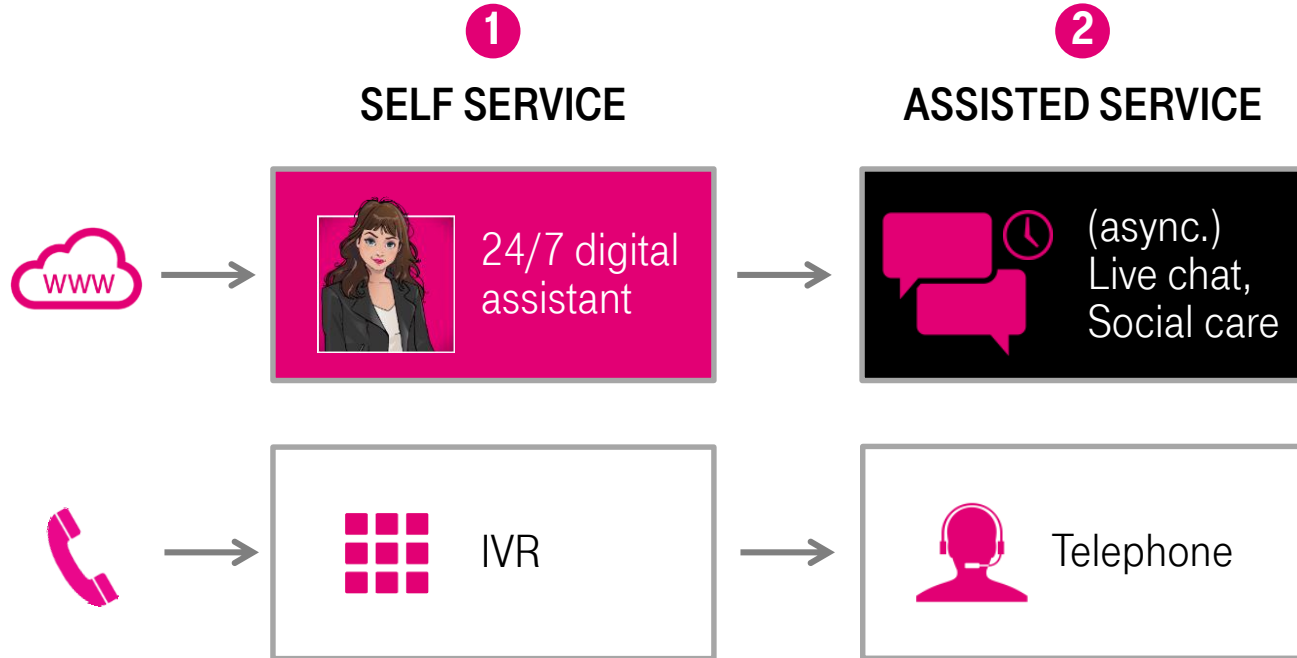 1
2
SELF SERVICE
ASSISTED SERVICE
www
24/7 digital
assistant
(async.)
Live chat,
Social care
IVR
Telephone